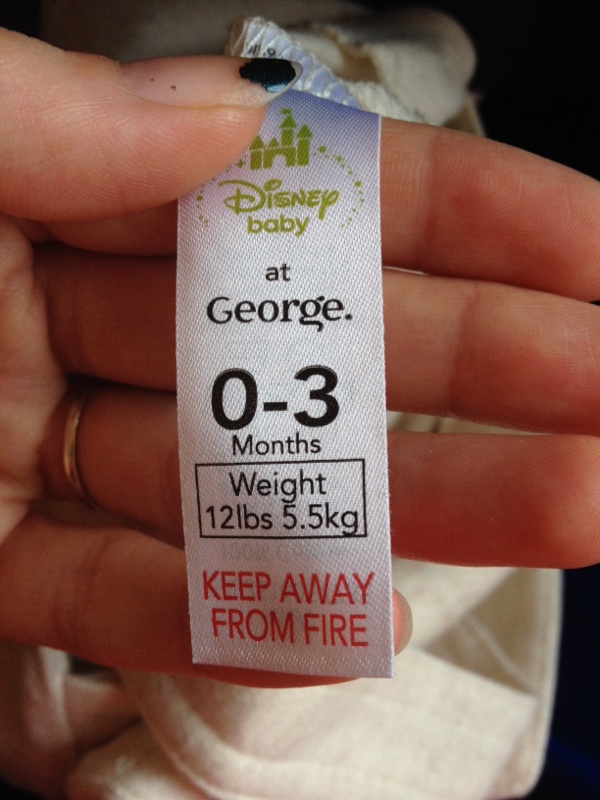 Disney
baby
at
George.
0-3
Months
Weight
12lbs 5.5kg
KEEP AWAY
FROM FIRE